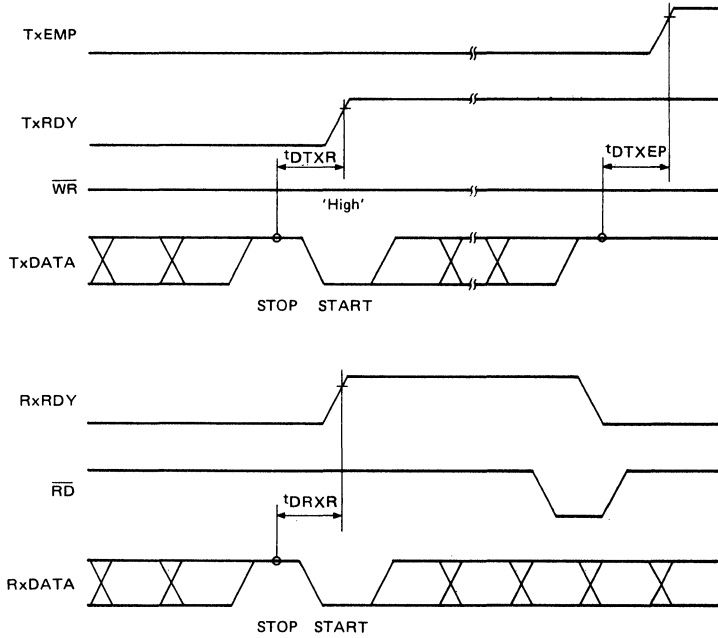 TxEMP
TxRDY
tDTXR
tDTXEP
WR
'High'
TxDATA
STOP START
RxRDY
RD
tDRXR
RxDATA
STOP START